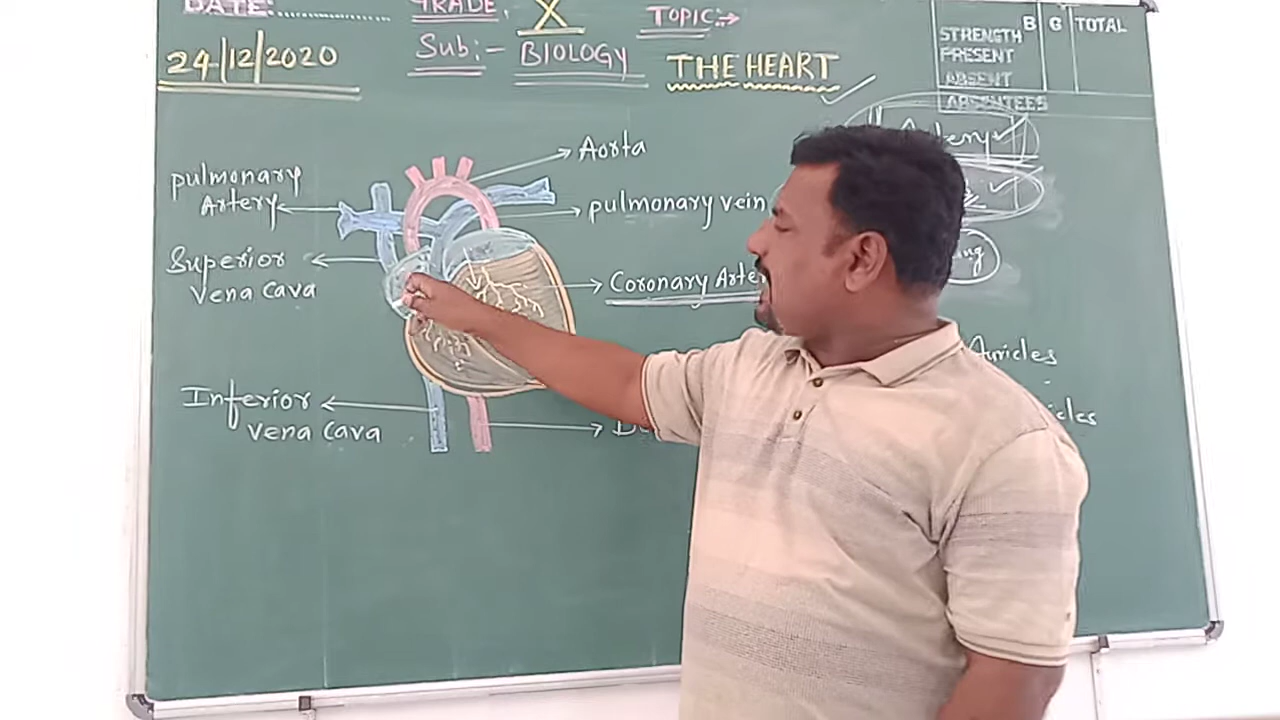 DATE:..................
24/12/2020
GRADE: X
Sub:- BIOLOGY
TOPIC:→
THE HEART
B G TOTAL
STRENGTH
PRESENT
ABSENT
ABSENTEES
Aorta
pulmonary
Artery
pulmonary vein
Superior
Vena Cava
Coronary Arte
Inferior
Vena Cava
Artery
Auricles